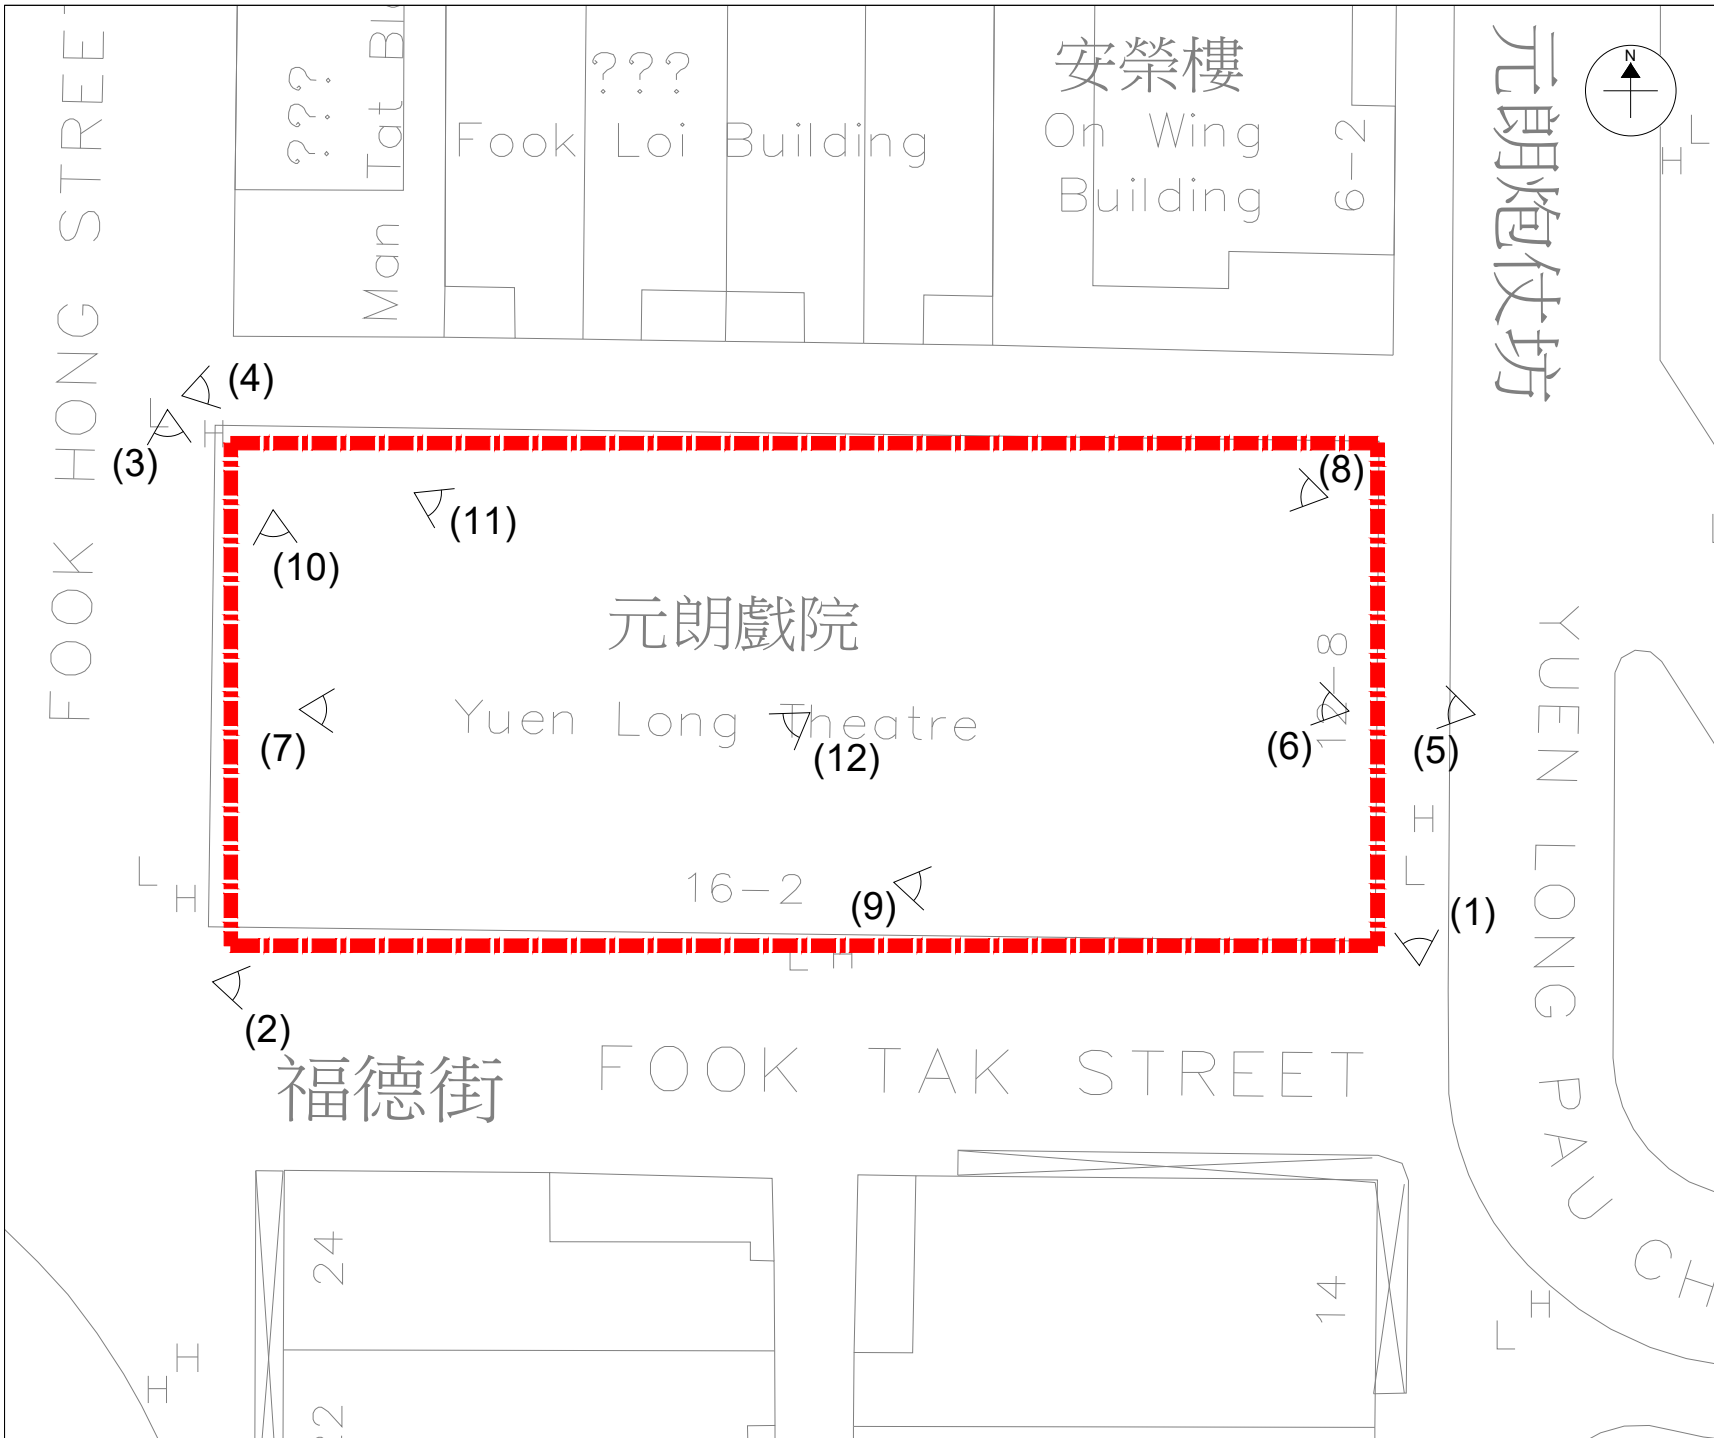 FOOK HONG STREE
???
Man Tat Bl
???
Fook Loi Building
安榮樓
On Wing
Building
6-2
元朗炮仗坊
N
L
H
(4)
L
H
(3)
(8)
(11)
(10)
元朗戲院
Yuen Long Theatre
12-8
(7)
(12)
(6)
(5)
YUEN LONG PAU CH
H
L
L
H
16-2
(9)
(1)
L H
(2)
福德街
FOOK TAK STREET
24
14
H
L
H
H